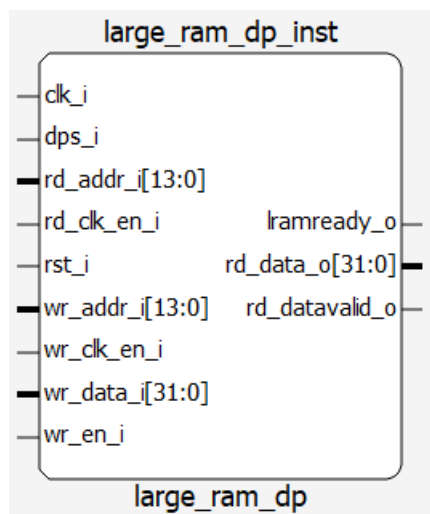 large_ram_dp_inst
clk_i
dps_i
rd_addr_i[13:0]
rd_clk_en_i lramready_o
rst_i rd_data_o[31:0]
wr_addr_i[13:0] rd_datavalid_o
wr_clk_en_i
wr_data_i[31:0]
wr_en_i
large_ram_dp